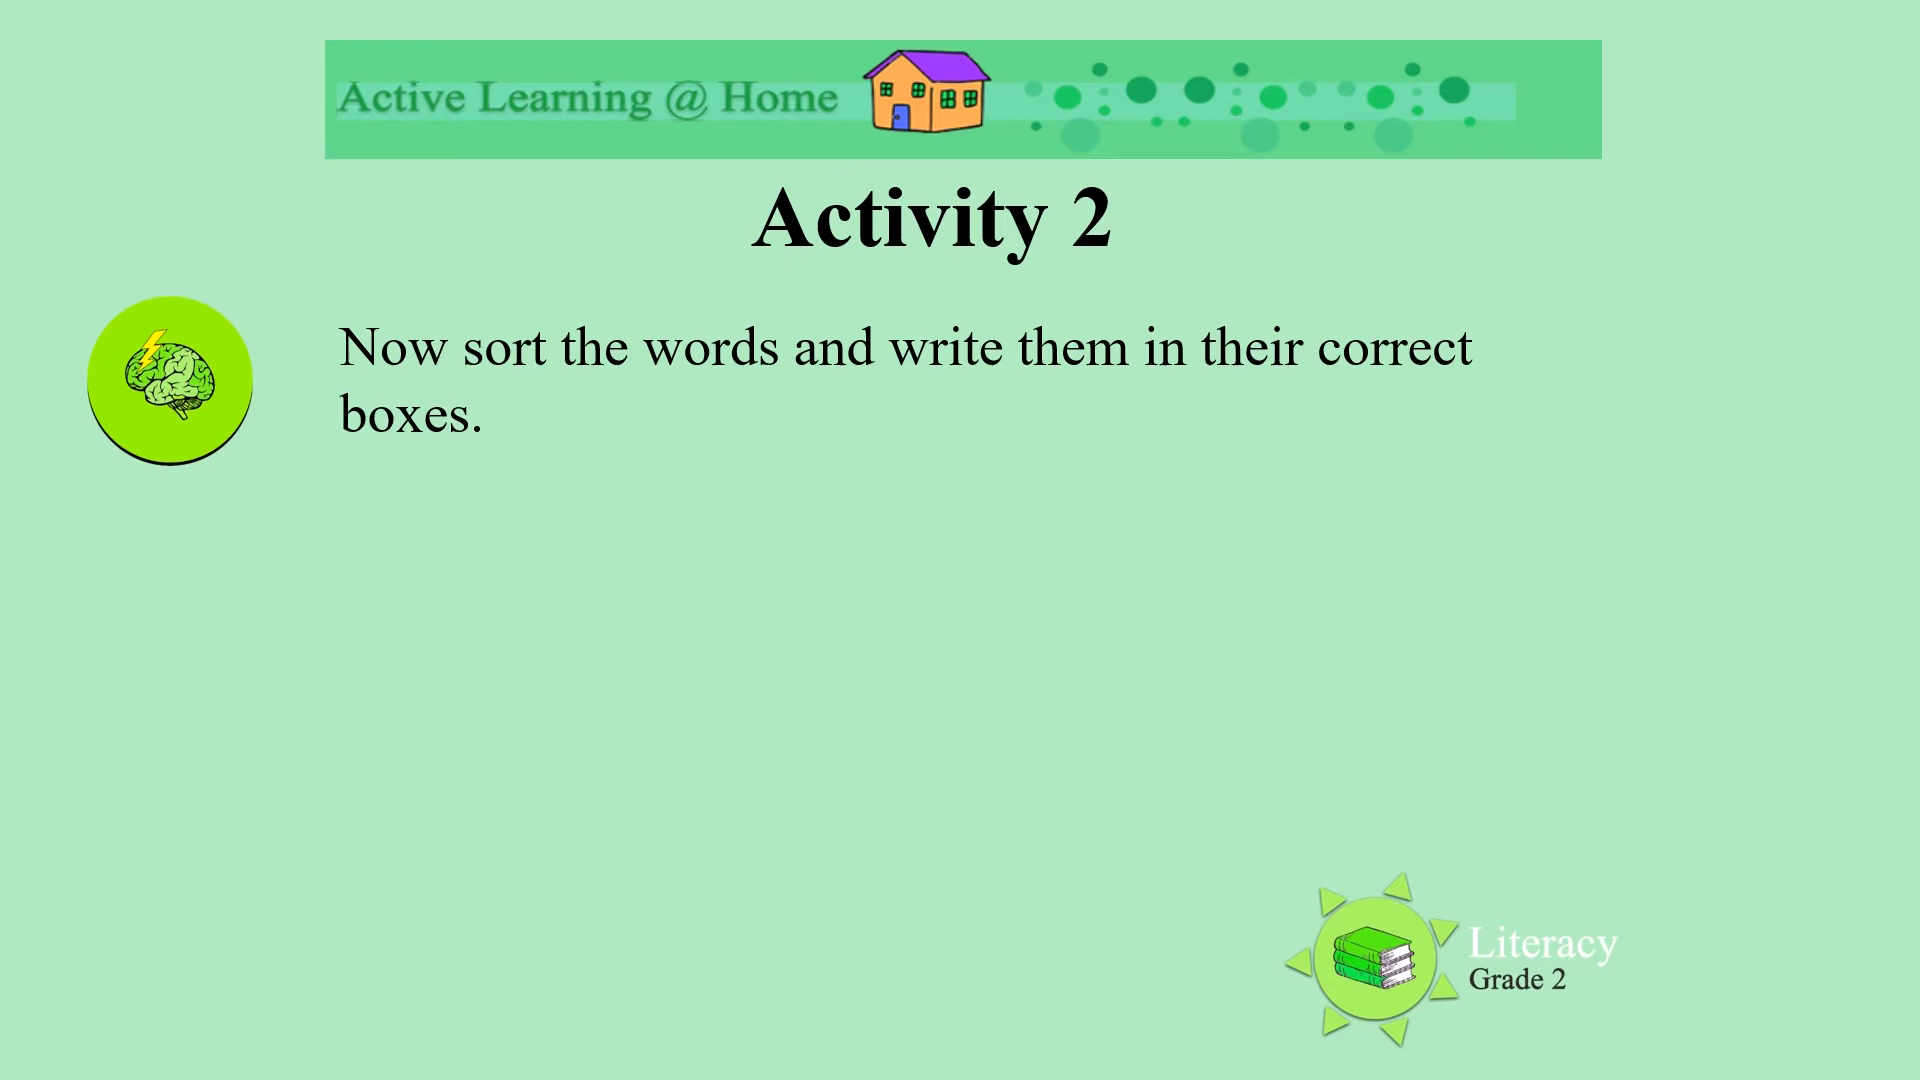 Active Learning @ Home
Activity 2
Now sort the words and write them in their correct
boxes.
Literacy
Grade 2